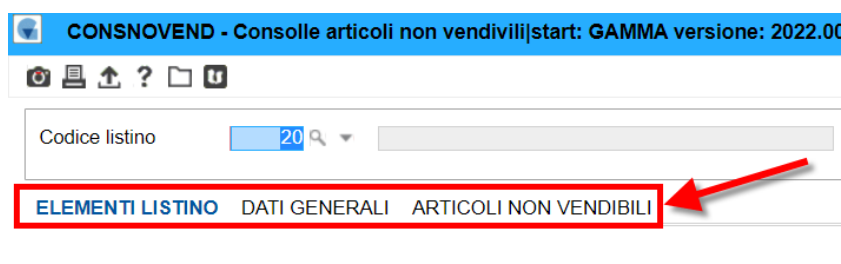 CONSNOVEND - Consolle articoli non vendivili|start: GAMMA versione: 2022.00
?
Codice listino 20
ELEMENTI LISTINO DATI GENERALI ARTICOLI NON VENDIBILI